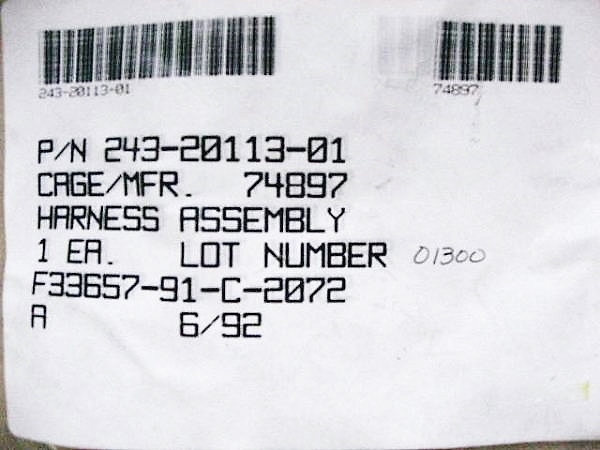 243-20113-01 74897
P/N 243-20113-01
CAGE/MFR. 74897
HARNESS ASSEMBLY
1 EA. LOT NUMBER 01300
F33657-91-C-2072
A 6/92